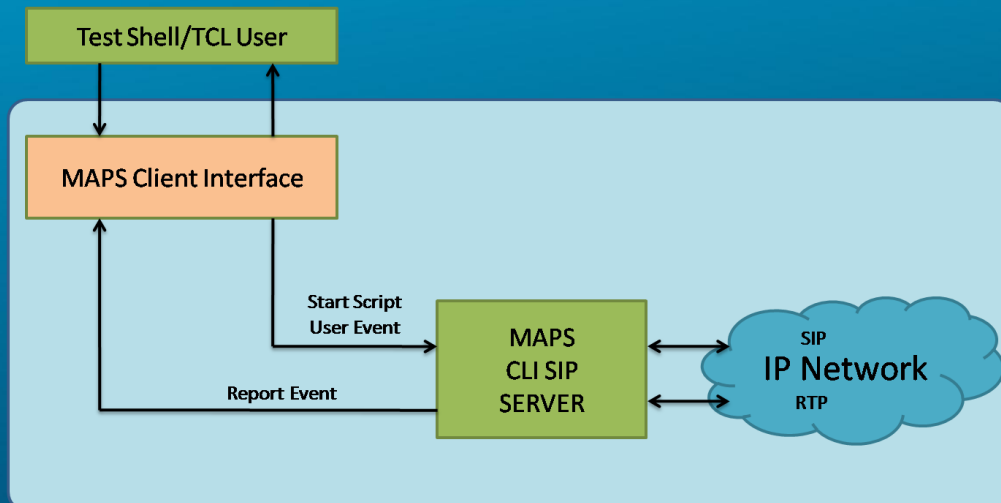 Test Shell/TCL User
MAPS Client Interface
Start Script
User Event
Report Event
MAPS
CLI SIP
SERVER
SIP
IP Network
RTP